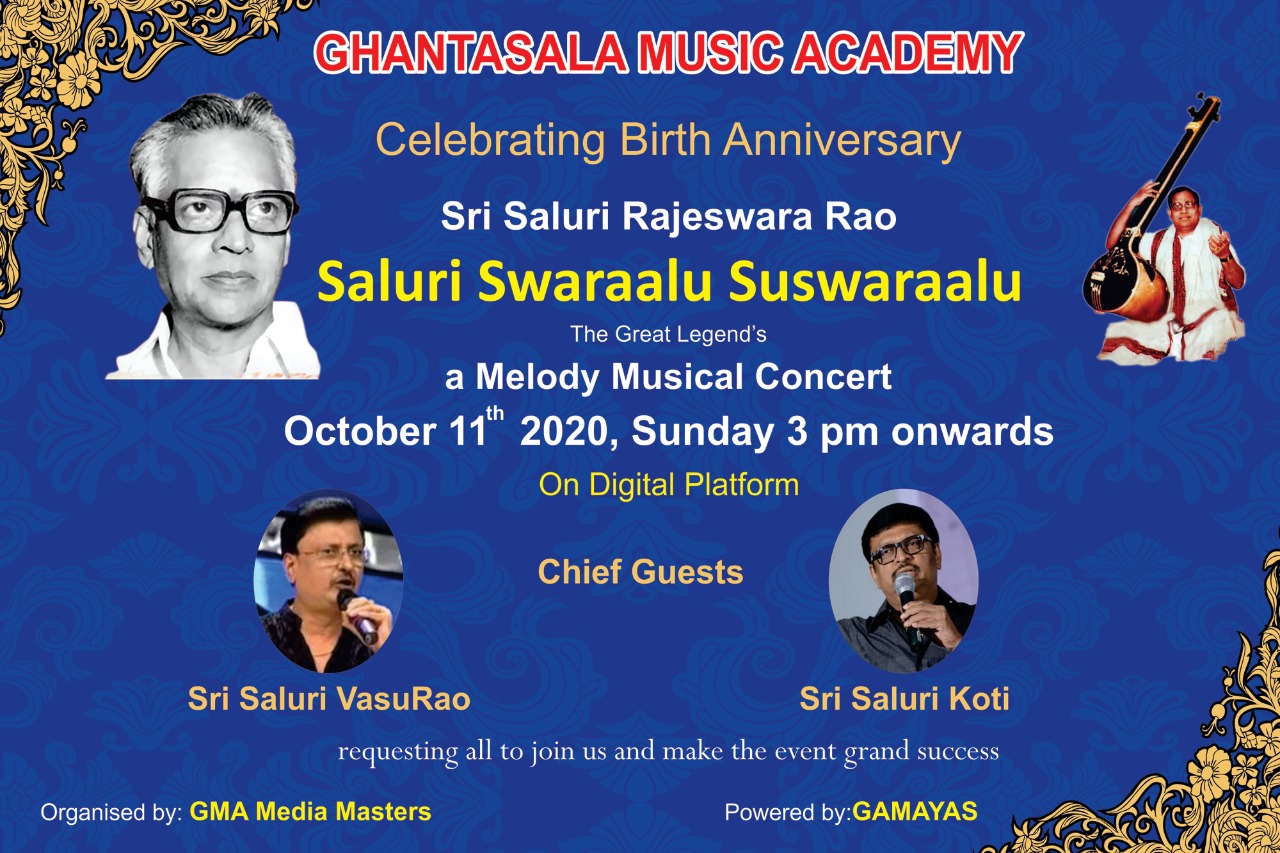 GHANTASALA MUSIC ACADEMY
Celebrating Birth Anniversary
Sri Saluri Rajeswara Rao
Saluri Swaraalu Suswaraalu
The Great Legend's
a Melody Musical Concert
October 11th 2020, Sunday 3 pm onwards
On Digital Platform
Chief Guests
Sri Saluri VasuRao
Sri Saluri Koti
requesting all to join us and make the event grand success
Organised by: GMA Media Masters
Powered by:GAMAYAS